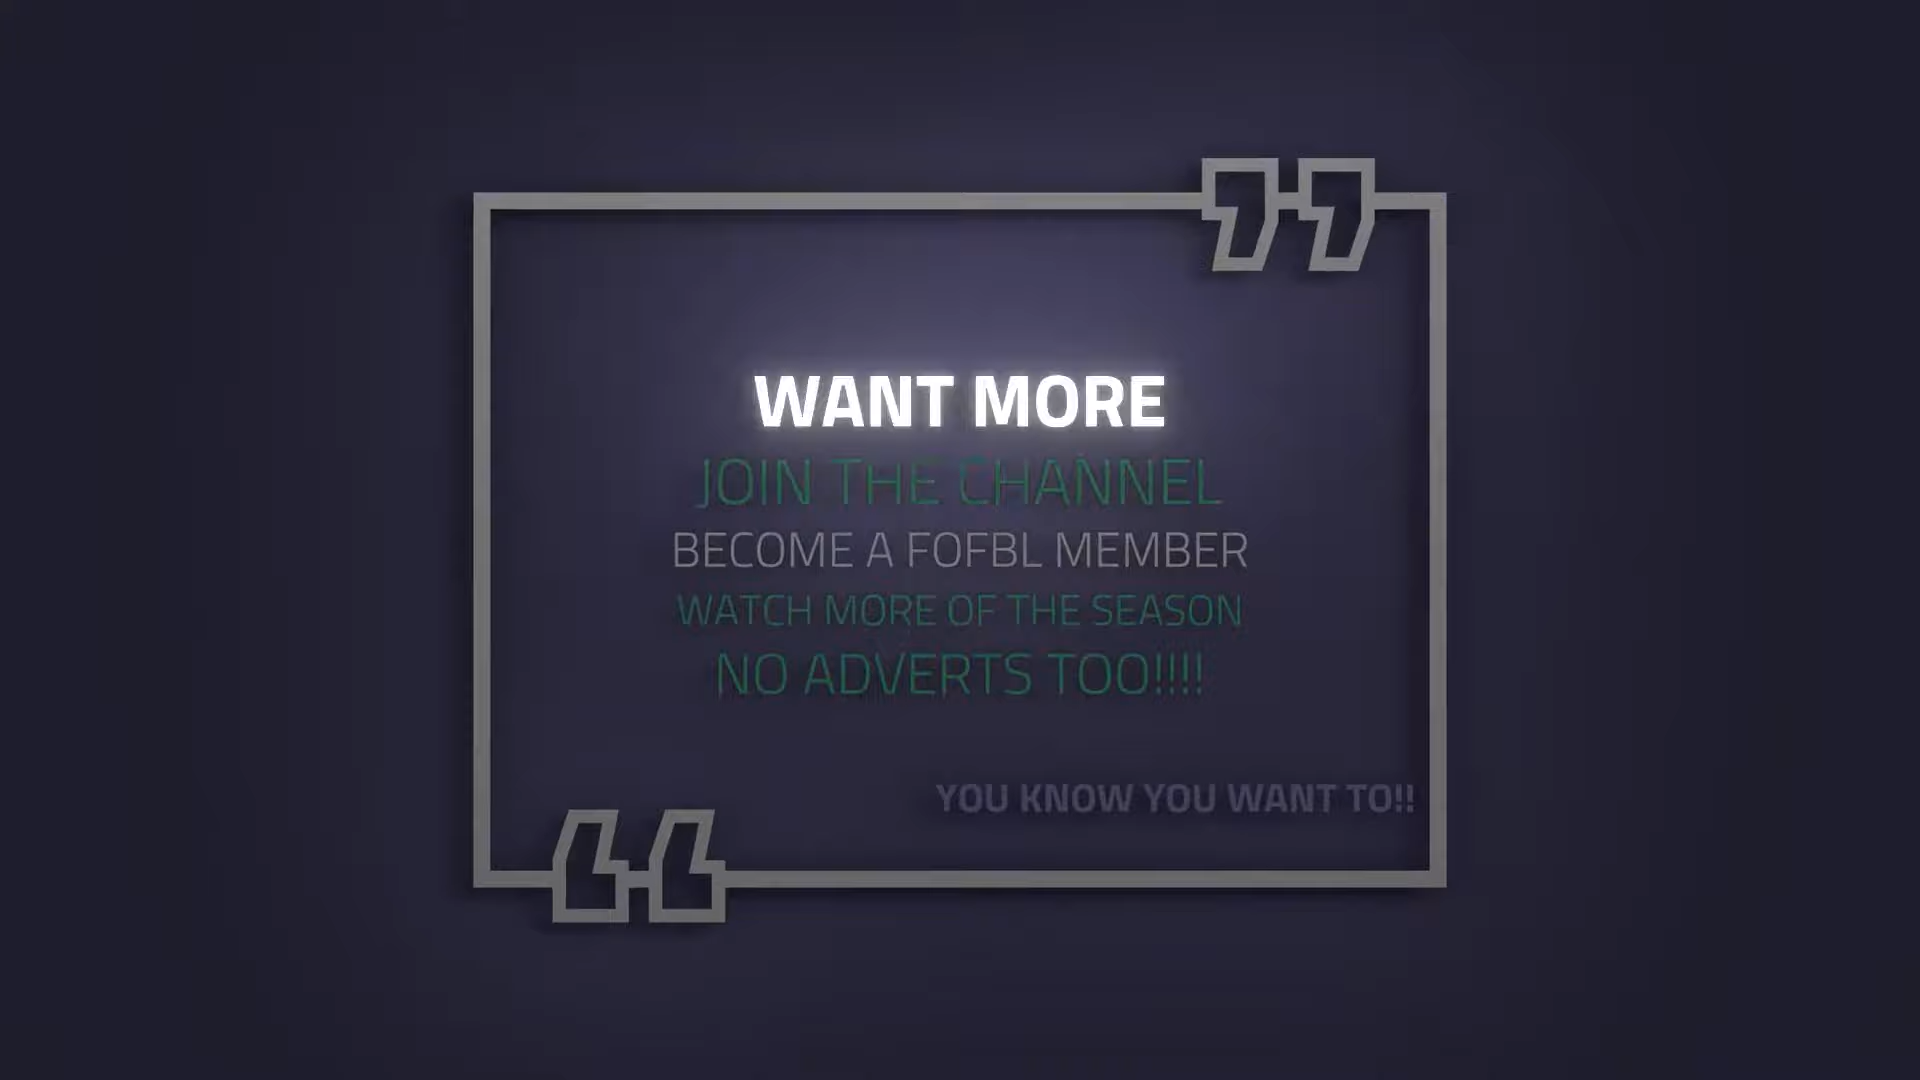 WANT MORE
JOIN THE CHANNEL
BECOME A FOFBL MEMBER
WATCH MORE OF THE SEASON
NO ADVERTS TOO!!!!
YOU KNOW YOU WANT TO!!